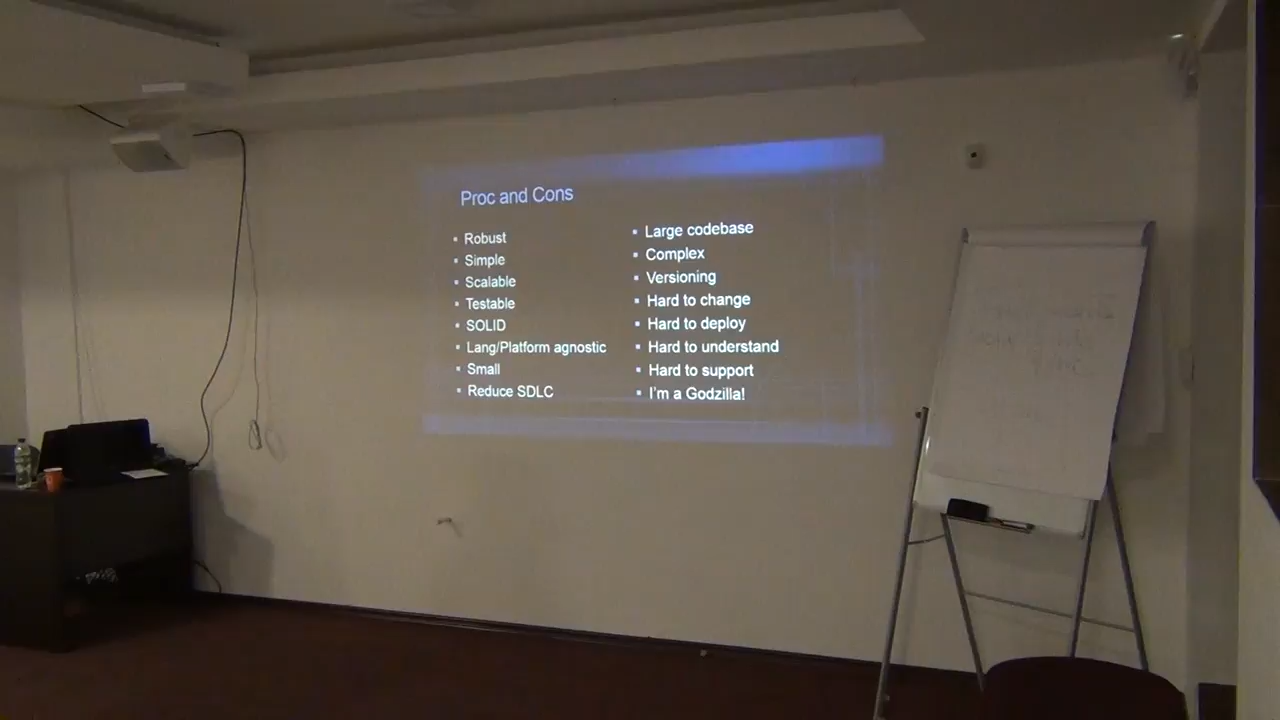 Proc and Cons
Robust
Simple
Scalable
Testable
SOLID
Lang/Platform agnostic
Small
Reduce SDLC
Large codebase
Complex
Versioning
Hard to change
Hard to deploy
Hard to understand
Hard to support
I'm a Godzilla!